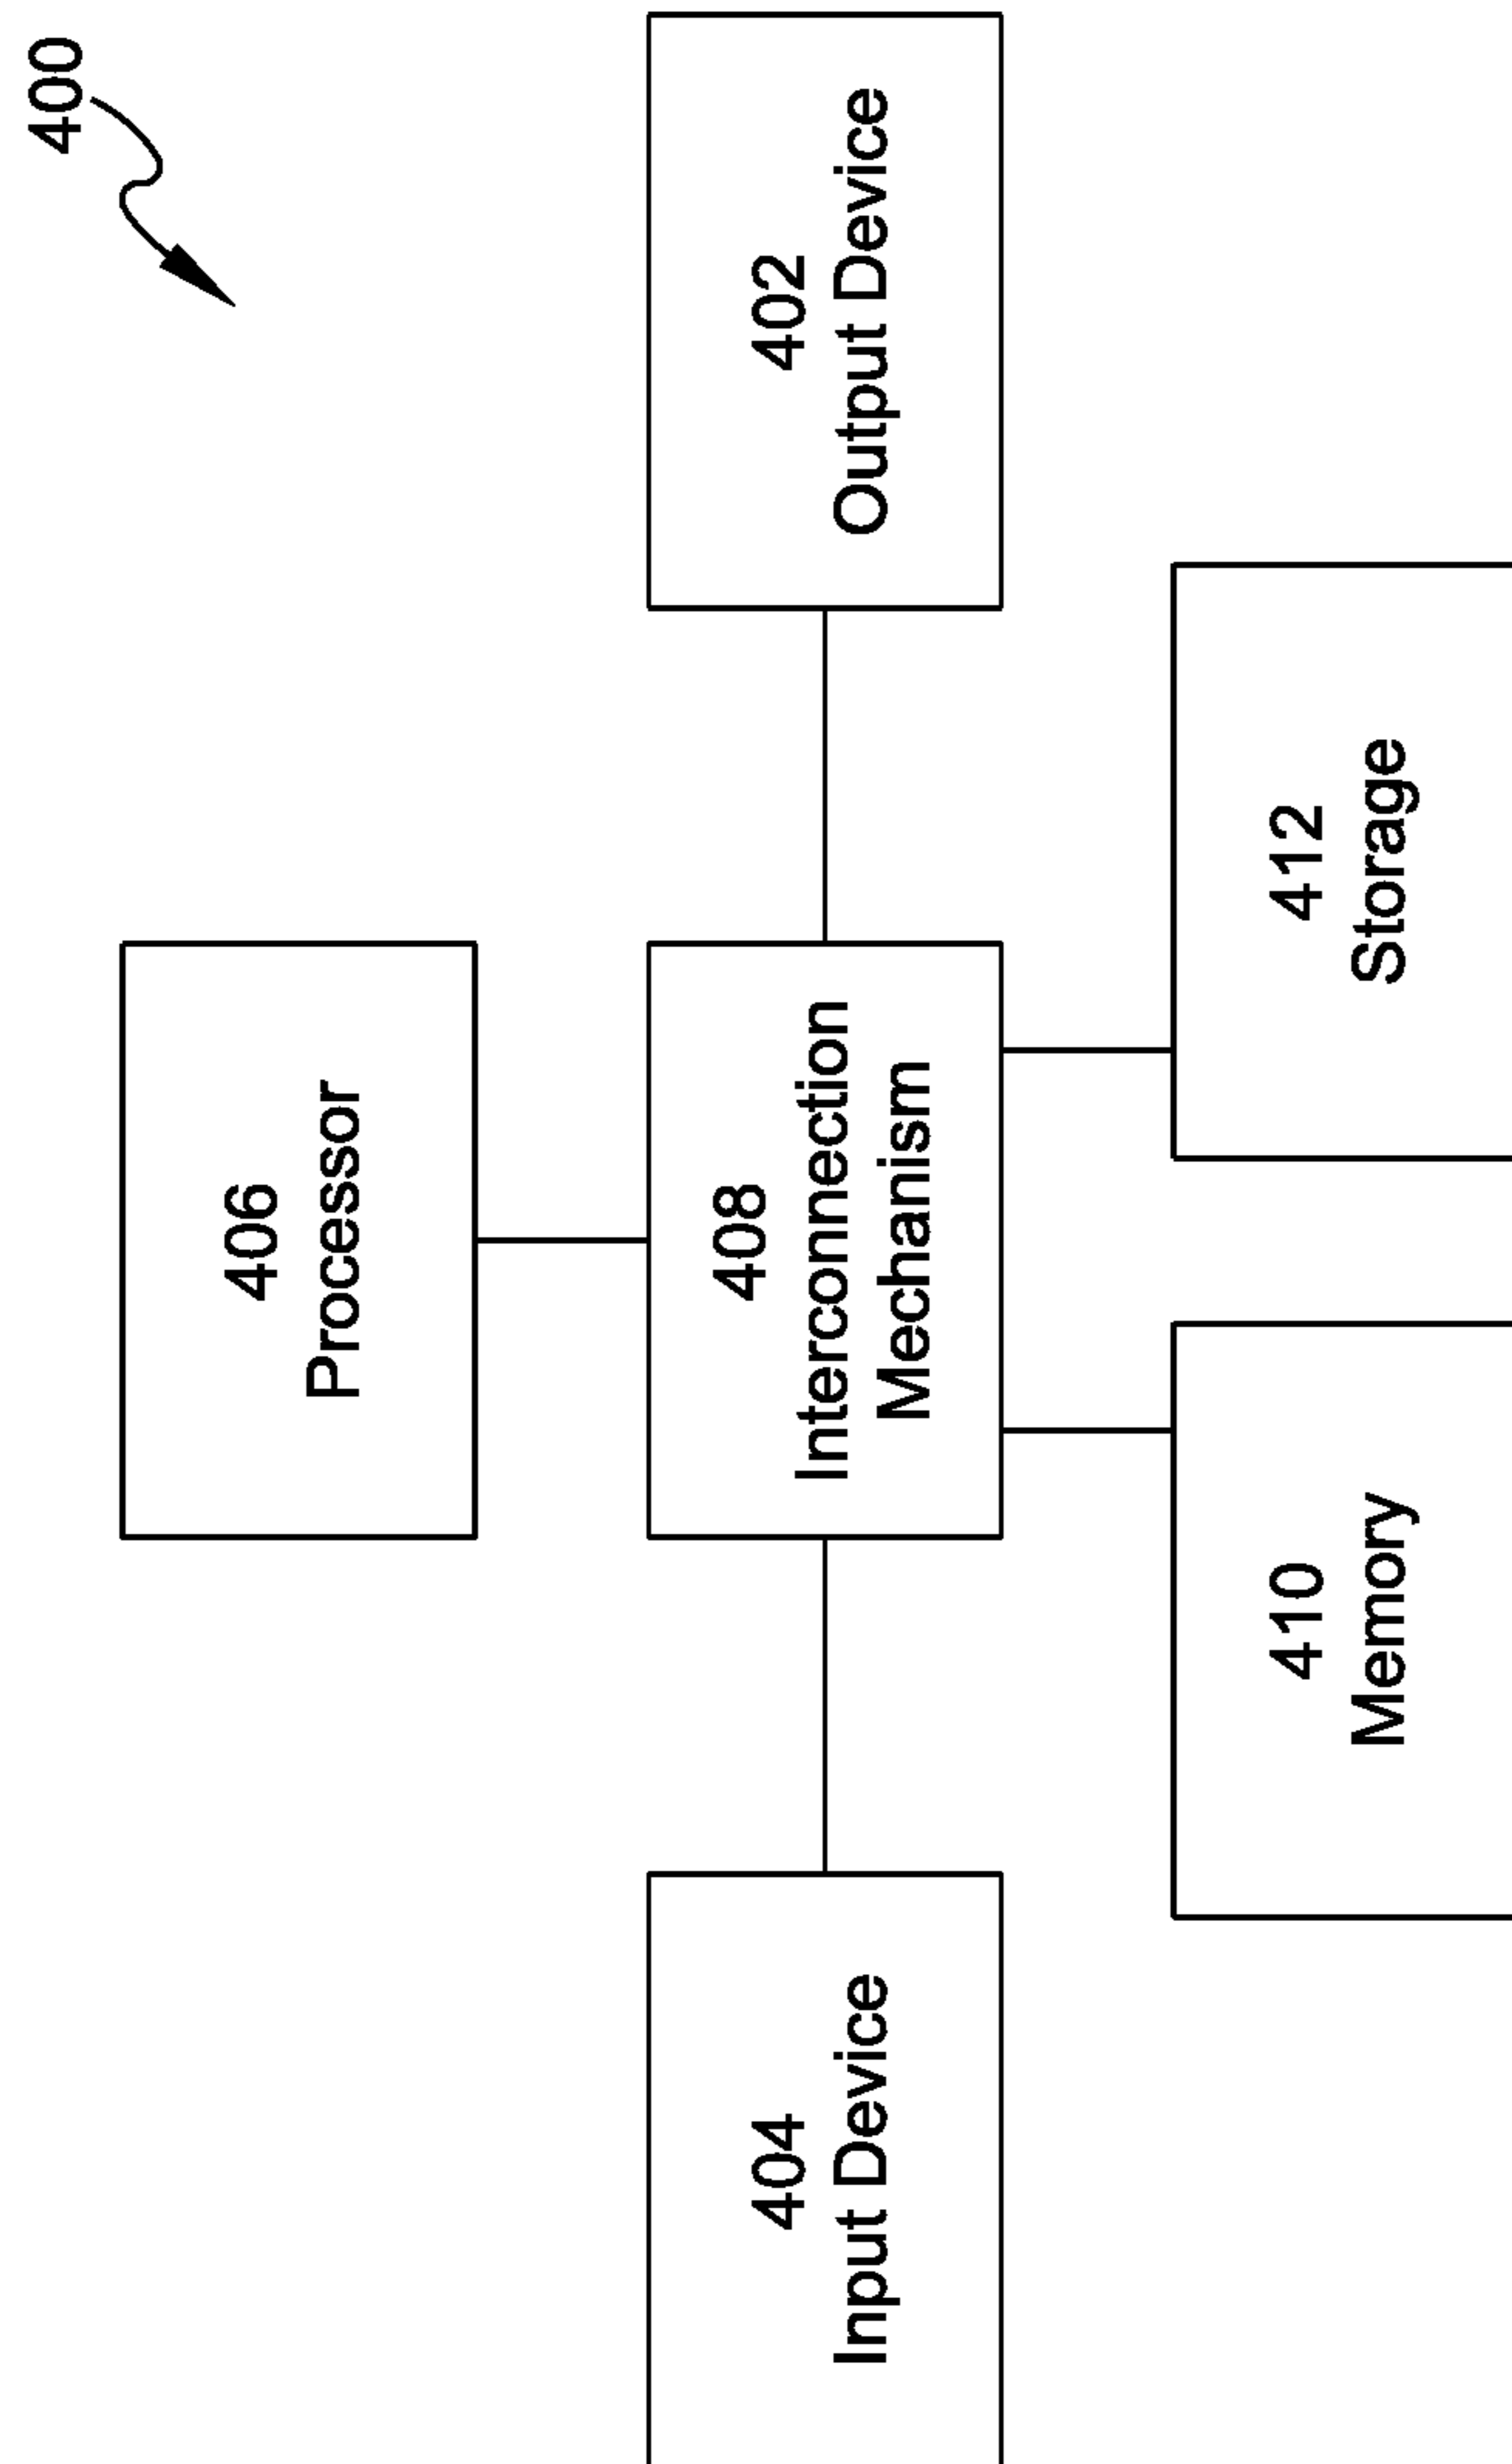 400
406
Processor
404
Input Device
408
Interconnection
Mechanism
402
Output Device
410
Memory
412
Storage